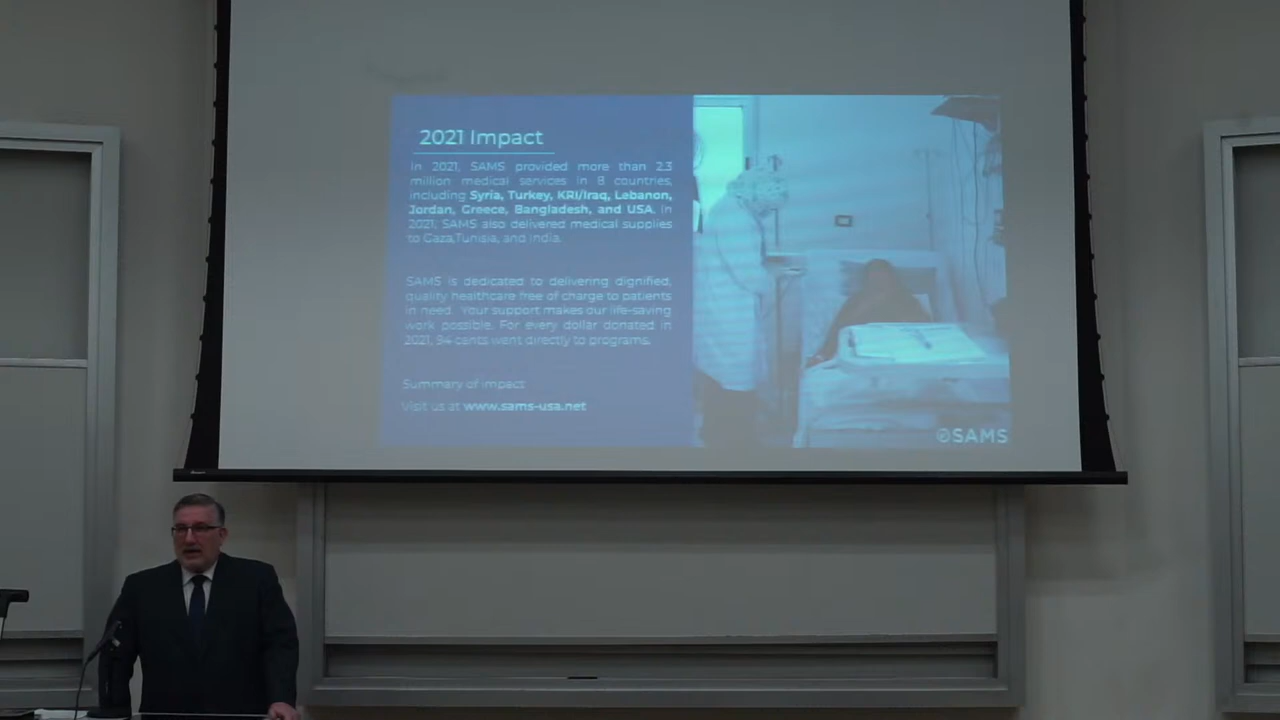 2021 Impact
In 2021, SAMS provided more than 2.3
million medical services in 8 countries,
including Syria, Turkey, KRI/Iraq, Lebanon,
Jordan, Greece, Bangladesh, and USA. In
2021, SAMS also delivered medical supplies
to Gaza,Tunisia, and India.
SAMS is dedicated to delivering dignified,
quality healthcare free of charge to patients
in need. Your support makes our life-saving
work possible. For every dollar donated in
2021, 94 cents went directly to programs.
Summary of impact
Visit us at www.sams-usa.net
SAMS